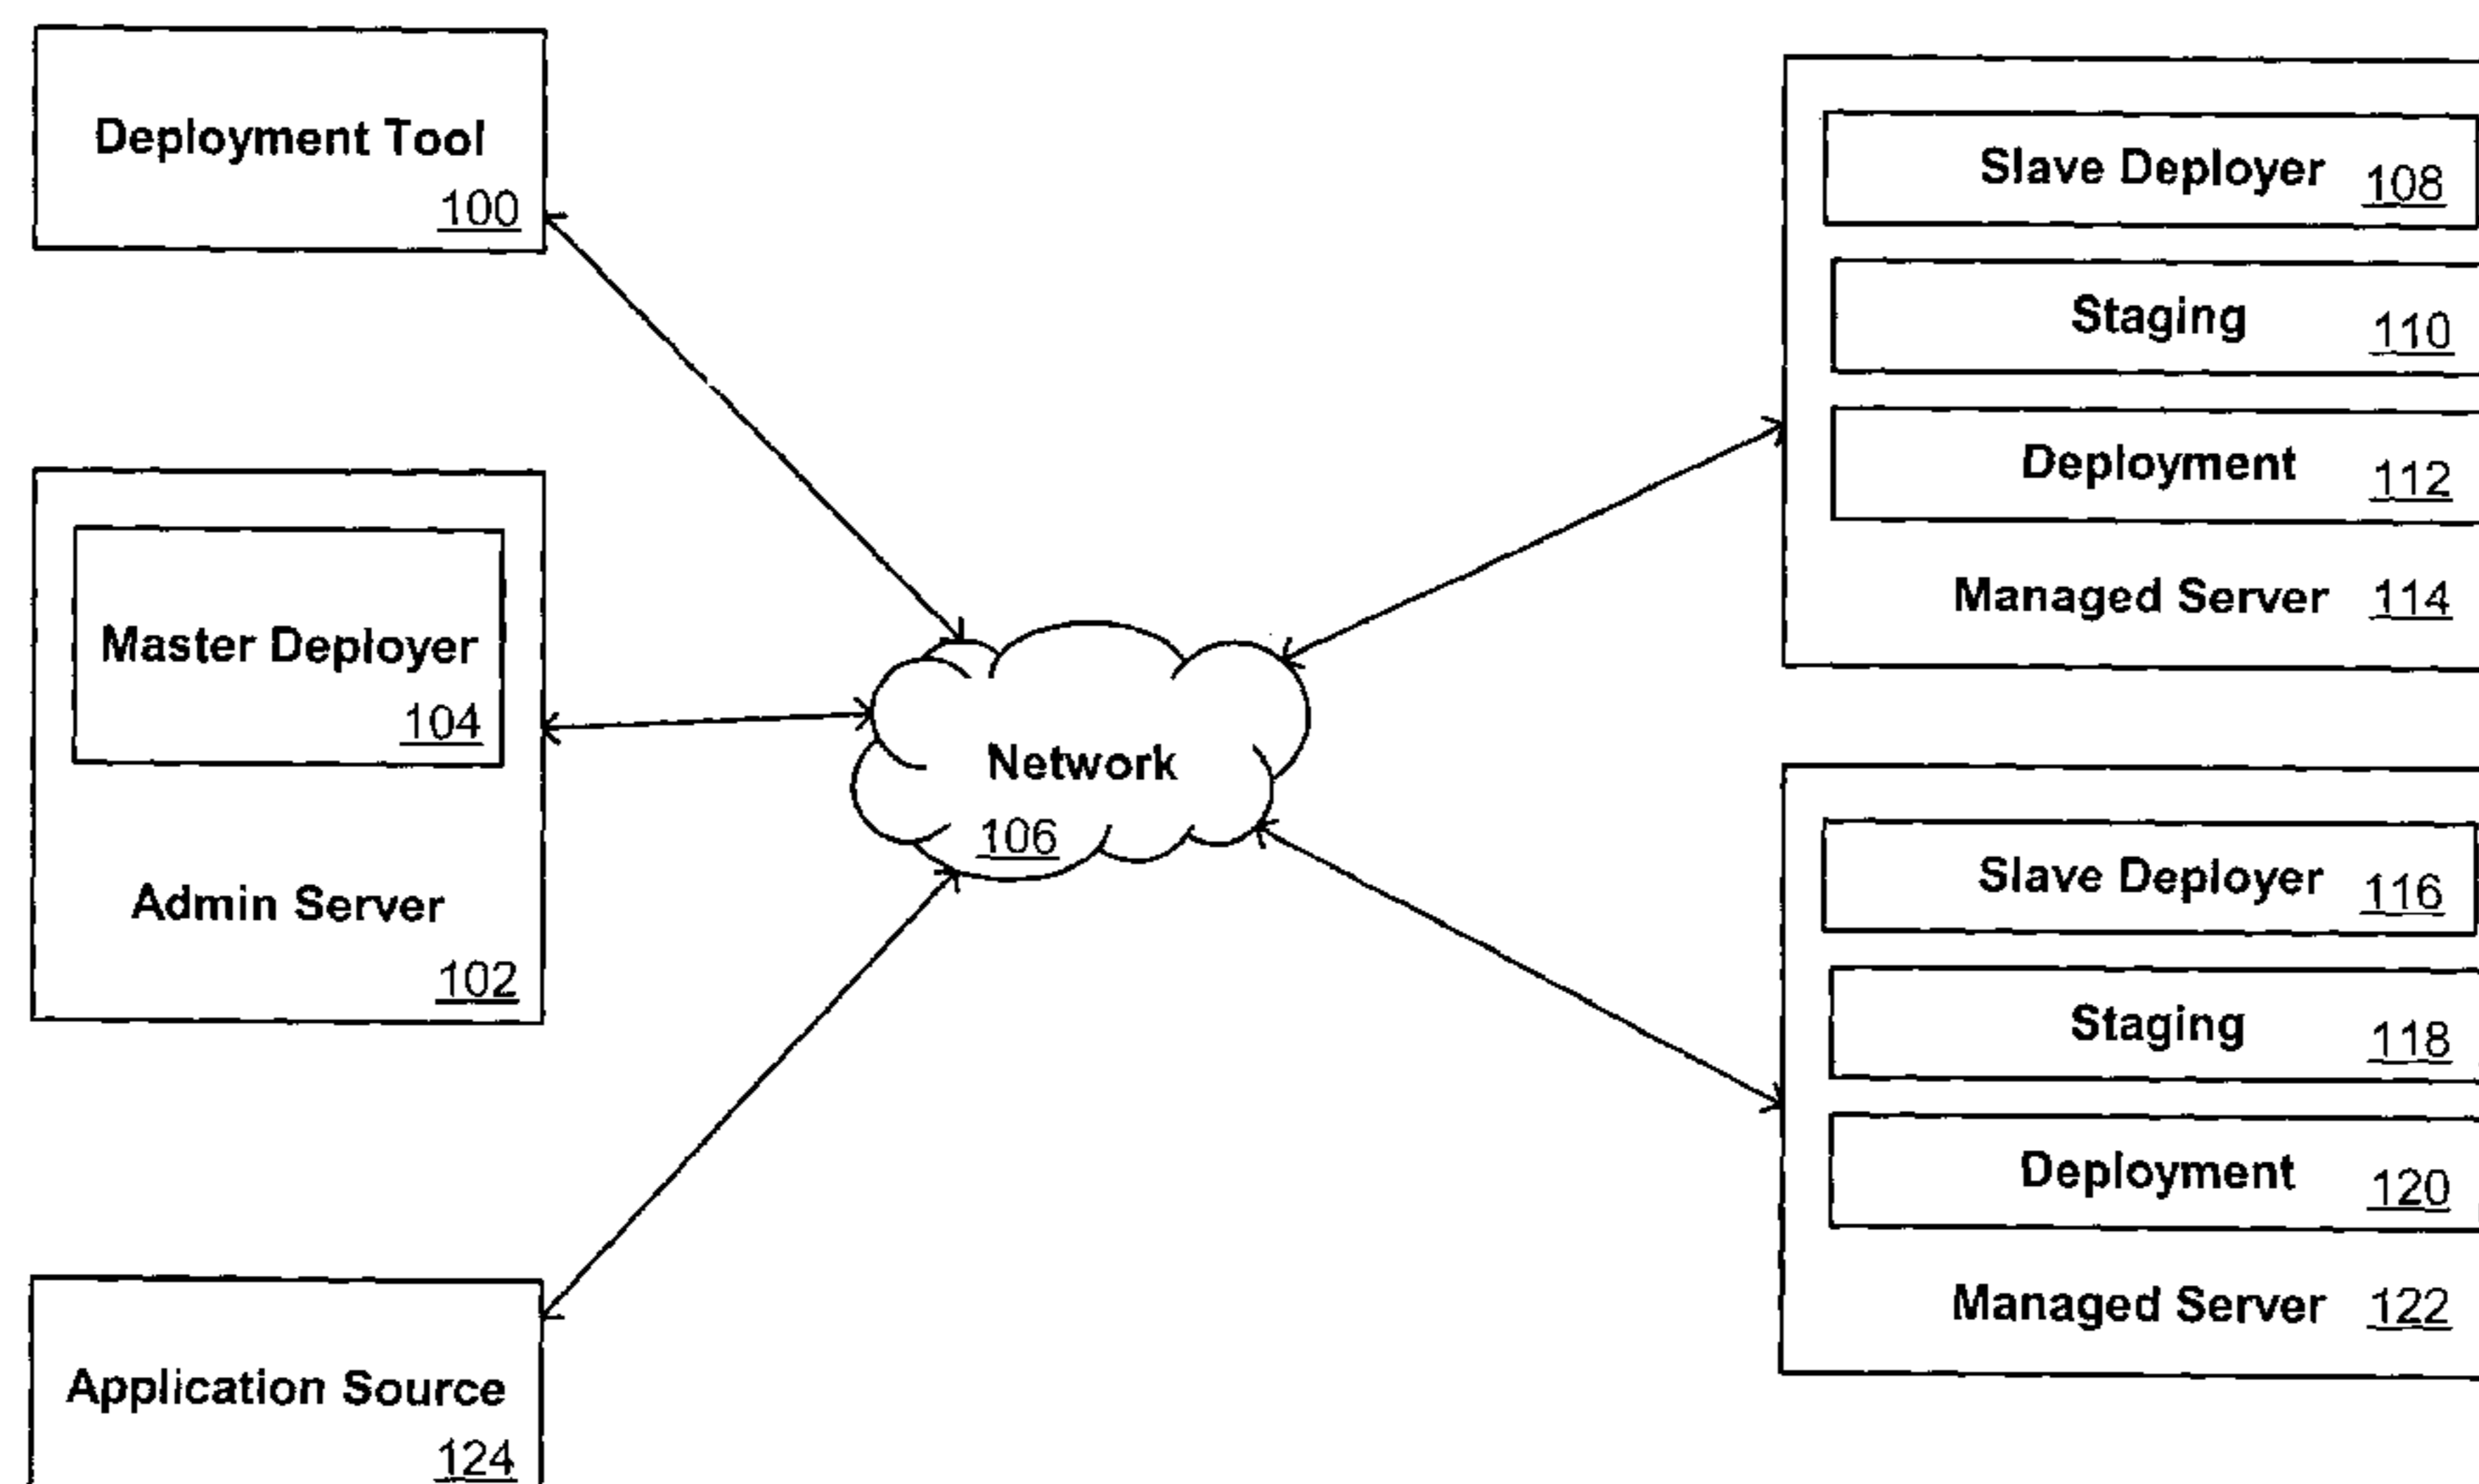 Deployment Tool
100
Master Deployer
104
Admin Server
102
Application Source
124
Network
106
Slave Deployer 108
Staging 110
Deployment 112
Managed Server 114
Slave Deployer 116
Staging 118
Deployment 120
Managed Server 122